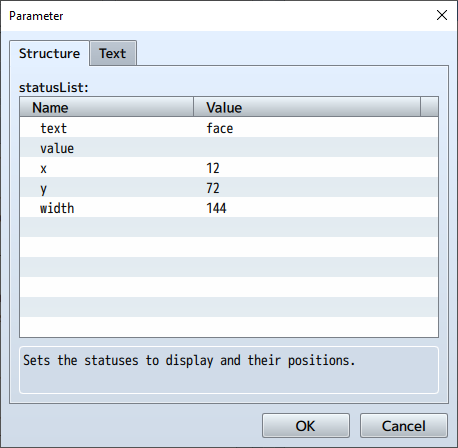 Parameter
Structure Text
statusList:
Name Value
text face
value
x 12
y 72
width 144
Sets the statuses to display and their positions.
OK Cancel